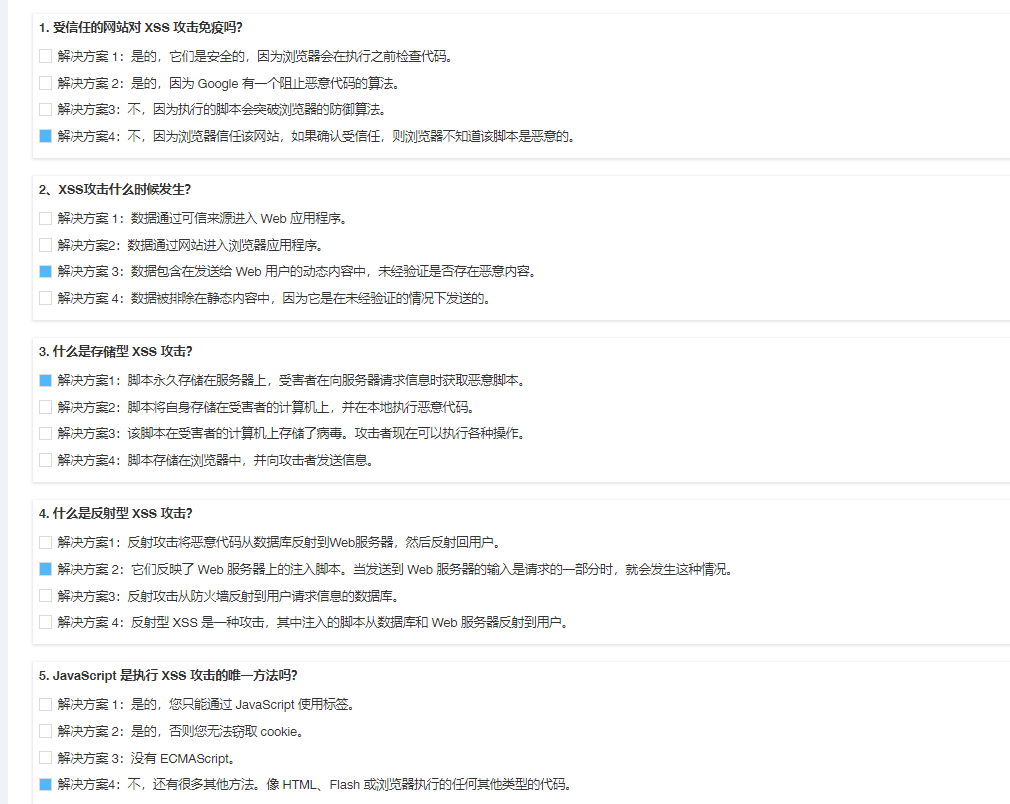 1. 受信任的网站对 XSS 攻击免疫吗?
解决方案 1：是的，它们是安全的，因为浏览器会在执行之前检查代码。
解决方案 2：是的，因为 Google 有一个阻止恶意代码的算法。
解决方案3：不，因为执行的脚本会突破浏览器的防御算法。
解决方案4：不，因为浏览器信任该网站，如果确认受信任，则浏览器不知道该脚本是恶意的。
2、XSS攻击什么时候发生?
解决方案 1：数据通过可信来源进入 Web 应用程序。
解决方案2：数据通过网站进入浏览器应用程序。
解决方案 3：数据包含在发送给 Web 用户的动态内容中，未经验证是否存在恶意内容。
解决方案 4：数据被排除在静态内容中，因为它是在未经验证的情况下发送的。
3. 什么是存储型 XSS 攻击?
解决方案1：脚本永久存储在服务器上，受害者在向服务器请求信息时获取恶意脚本。
解决方案2：脚本将自身存储在受害者的计算机上，并在本地执行恶意代码。
解决方案3：该脚本在受害者的计算机上存储了病毒。攻击者现在可以执行各种操作。
解决方案4：脚本存储在浏览器中，并向攻击者发送信息。
4. 什么是反射型 XSS 攻击?
解决方案1：反射攻击将恶意代码从数据库反射到Web服务器，然后反射回用户。
解决方案 2：它们反映了 Web 服务器上的注入脚本。当发送到 Web 服务器的输入是请求的一部分时，就会发生这种情况。
解决方案3：反射攻击从防火墙反射到用户请求信息的数据库。
解决方案 4：反射型 XSS 是一种攻击，其中注入的脚本从数据库和 Web 服务器反射到用户。
5. JavaScript 是执行 XSS 攻击的唯一方法吗?
解决方案 1：是的，您只能通过 JavaScript 使用标签。
解决方案 2：是的，否则您无法窃取 cookie。
解决方案 3：没有 ECMAScript。
解决方案4：不，还有很多其他方法。像 HTML、Flash 或浏览器执行的任何其他类型的代码。